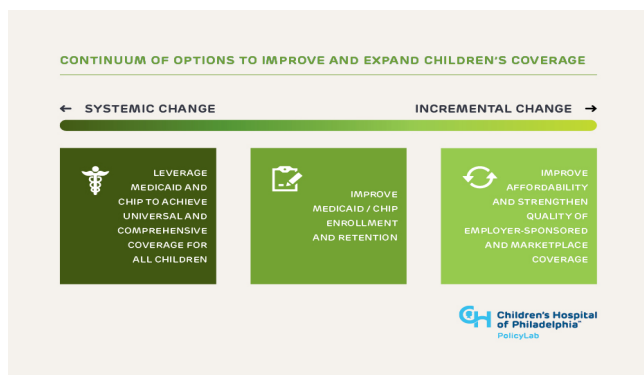 CONTINUUM OF OPTIONS TO IMPROVE AND EXPAND CHILDREN'S COVERAGE
← SYSTEMIC CHANGE
INCREMENTAL CHANGE →
LEVERAGE
MEDICAID AND
CHIP TO ACHIEVE
UNIVERSAL AND
COMPREHENSIVE
COVERAGE FOR
ALL CHILDREN
IMPROVE
MEDICAID / CHIP
ENROLLMENT
AND RETENTION
IMPROVE
AFFORDABILITY
AND STRENGTHEN
QUALITY OF
EMPLOYER-SPONSORED
AND MARKETPLACE
COVERAGE
CH Children's Hospital
of Philadelphia
PolicyLab